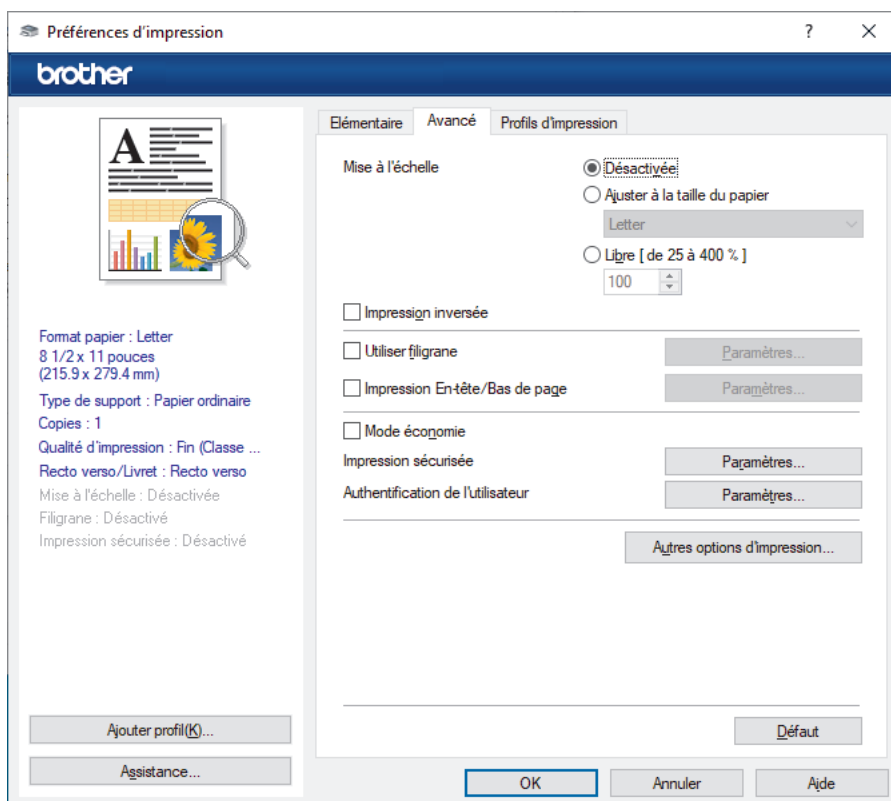 Préférences d'impression
brother
A
Format papier : Letter
8 1/2 x 11 pouces
(215.9 x 279.4 mm)
Type de support : Papier ordinaire
Copies : 1
Qualité d'impression : Fin (Classe ...
Recto verso/Livret : Recto verso
Mise à l'échelle : Désactivée
Filigrane : Désactivé
Impression sécurisée : Désactivé
Ajouter profil(K)...
Assistance...
Elémentaire Avancé Profils d'impression
Mise à l'échelle
Désactivée
Ajuster à la taille du papier
Letter
Libre [ de 25 à 400 % ]
100
Impression inversée
Utiliser filigrane Paramètres...
Impression En-tête/Bas de page Paramètres...
Mode économie
Impression sécurisée Paramètres...
Authentification de l'utilisateur Paramètres...
Autres options d'impression...
Défaut
OK Annuler Aide